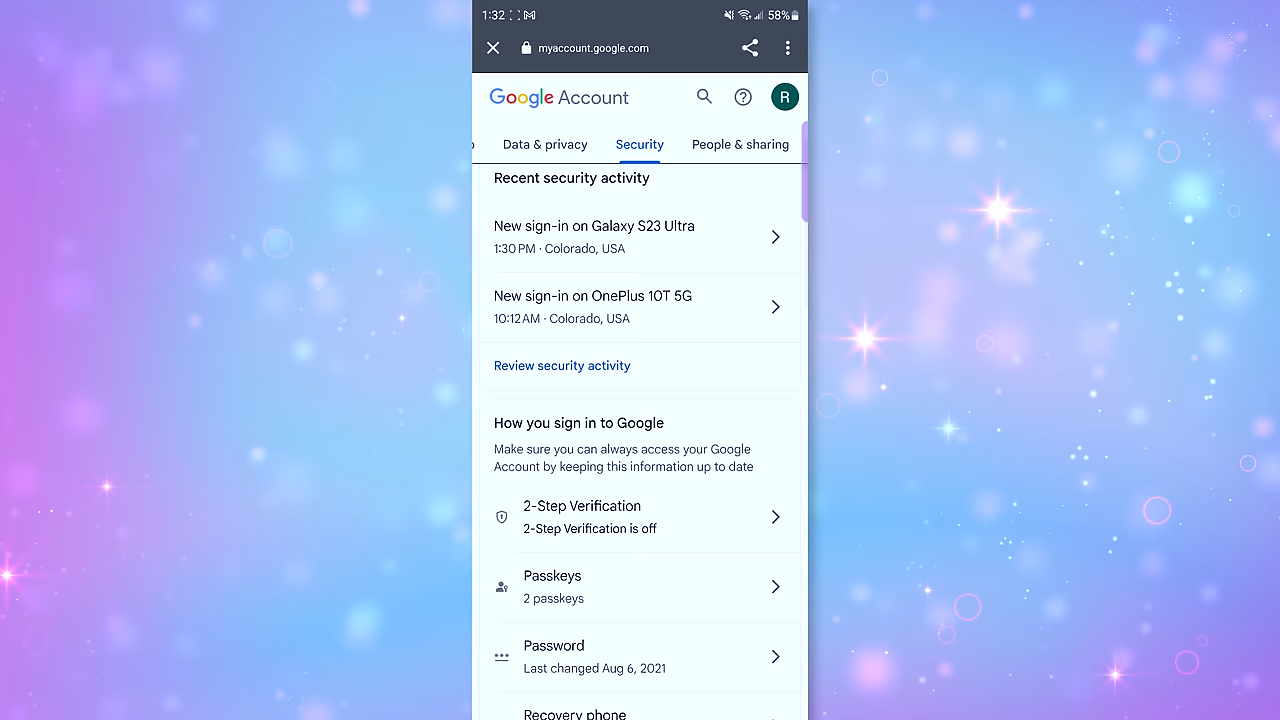 1:32 58%
myaccount.google.com
Google Account R
Data & privacy Security People & sharing
Recent security activity
New sign-in on Galaxy S23 Ultra
1:30 PM · Colorado, USA
New sign-in on OnePlus 10T 5G
10:12 AM · Colorado, USA
Review security activity
How you sign in to Google
Make sure you can always access your Google
Account by keeping this information up to date
2-Step Verification
2-Step Verification is off
Passkeys
2 passkeys
Password
Last changed Aug 6, 2021
Recovery phone